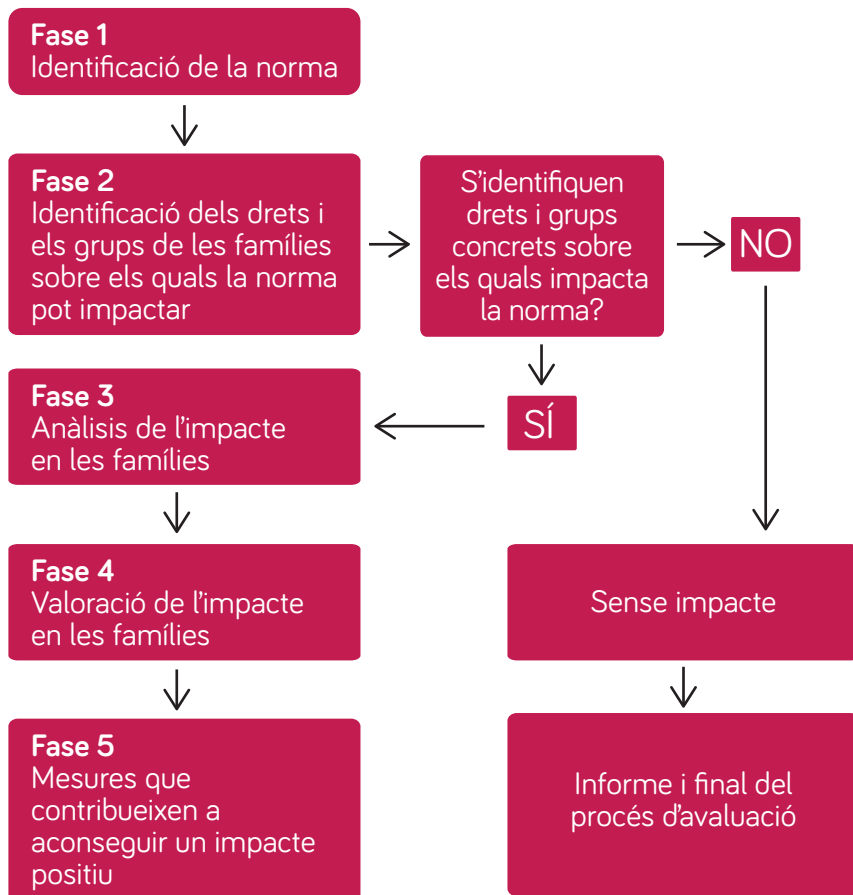 Fase 1
Identificació de la norma
Fase 2
Identificació dels drets i
els grups de les famílies
sobre els quals la norma
pot impactar
S'identifiquen
drets i grups
concrets sobre
els quals impacta
la norma?
NO
SÍ
Fase 3
Anàlisis de l'impacte
en les famílies
Fase 4
Valoració de l'impacte
en les famílies
Sense impacte
Fase 5
Mesures que
contribueixen a
aconseguir un impacte
positiu
Informe i final del
procés d'avaluació